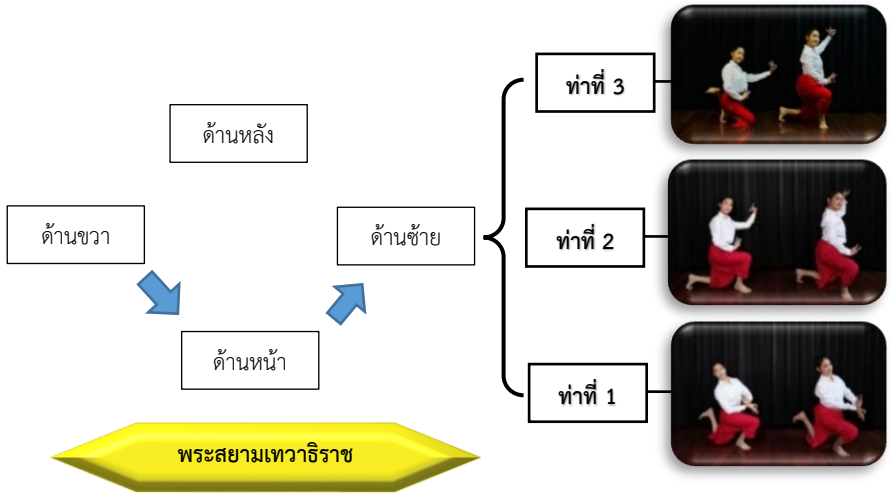 ด้านหลัง
ด้านขวา
ด้านซ้าย
ด้านหน้า
พระสยามเทวาธิราช
ท่าที่ 3
ท่าที่ 2
ท่าที่ 1